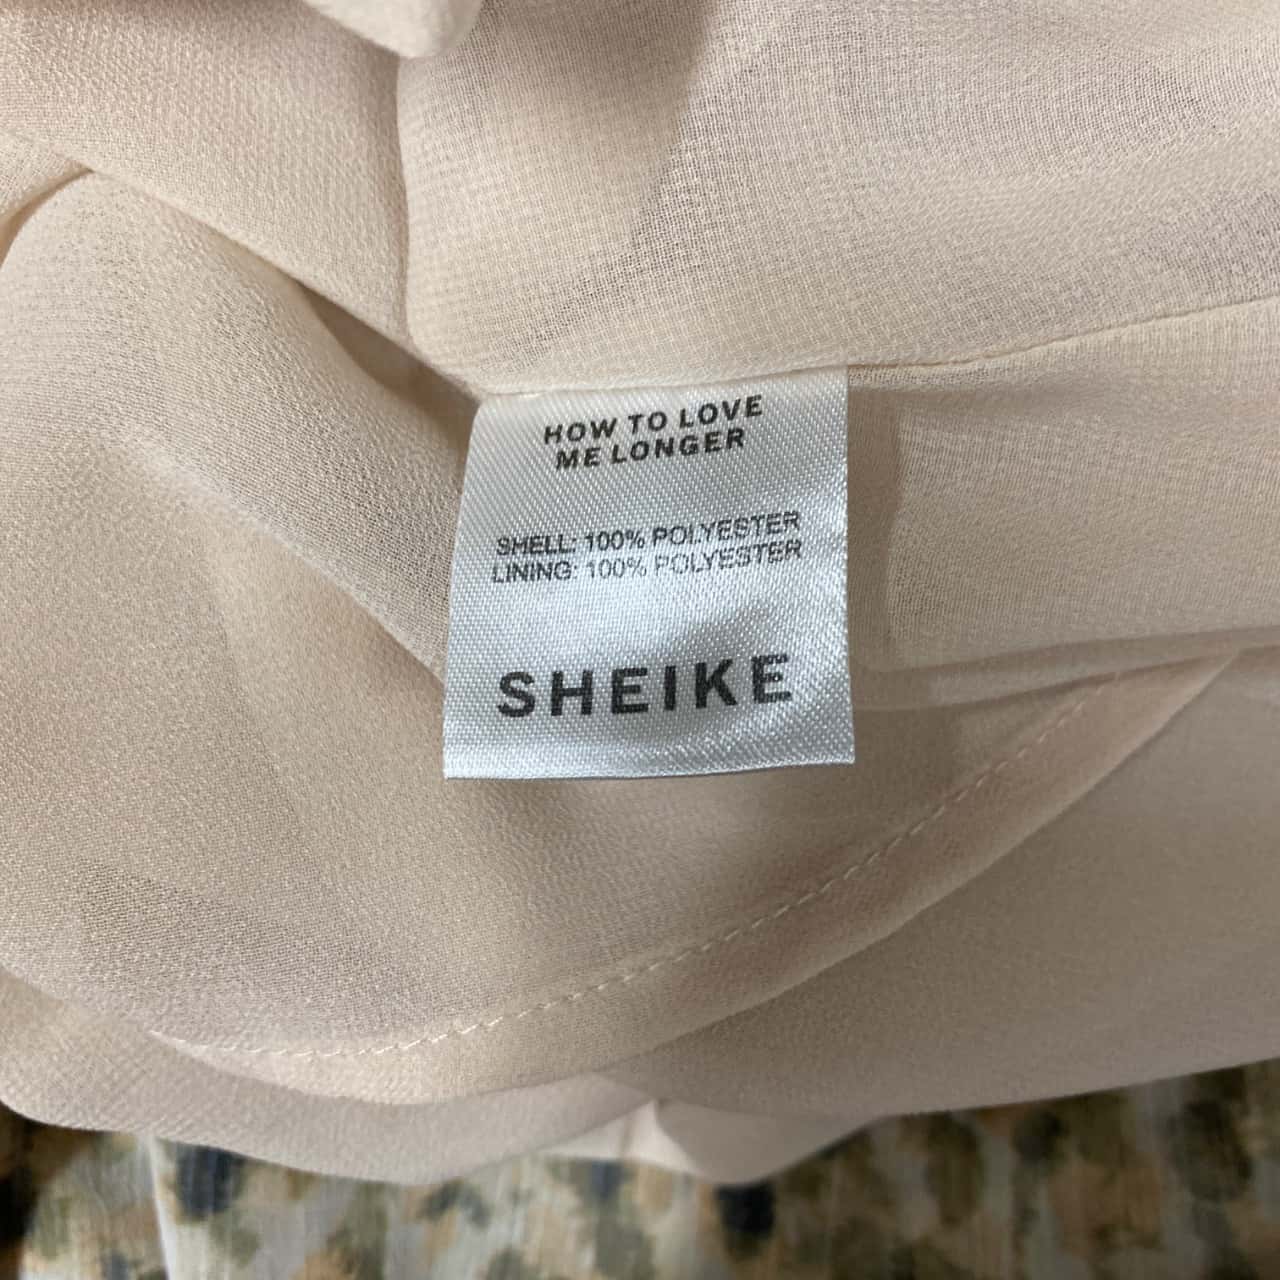 HOW TO LOVE
ME LONGER
SHELL: 100% POLYESTER
LINING: 100% POLYESTER
SHEIKE